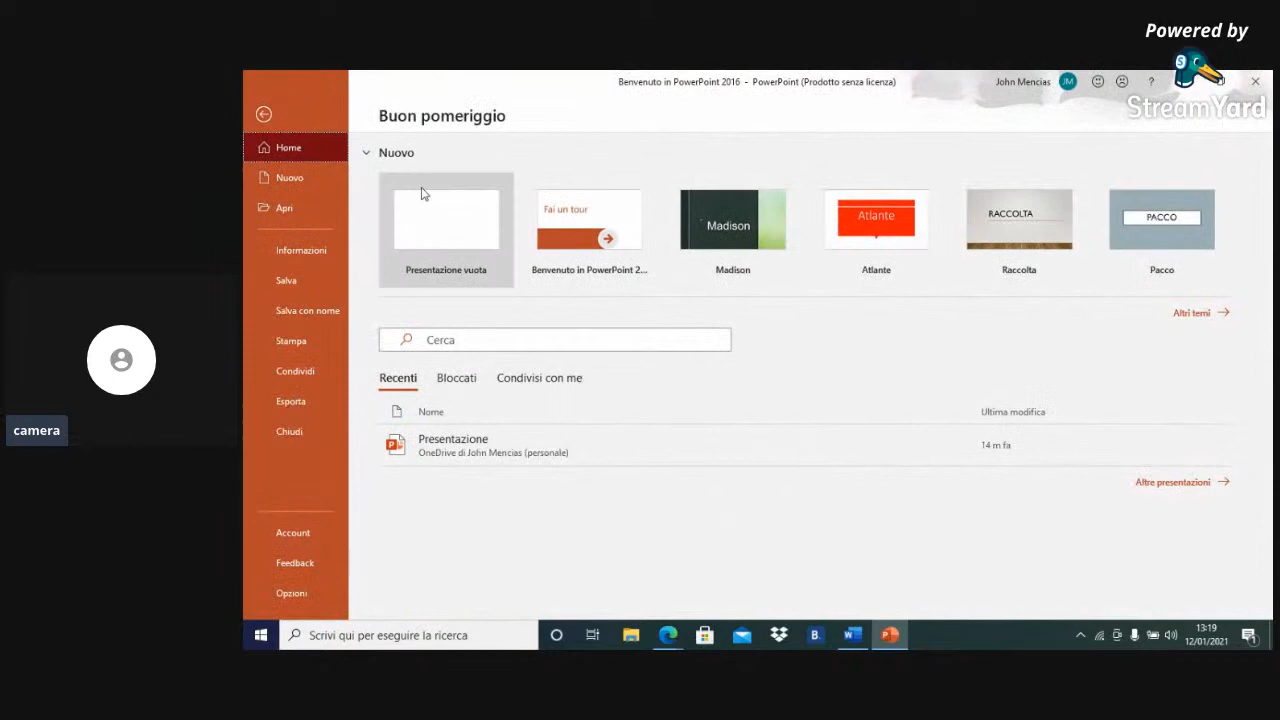 Powered by
StreamYard
Benvenuto in PowerPoint 2016 - PowerPoint (Prodotto senza licenza)
John Mencias JM ?
Buon pomeriggio
Home
Nuovo
Apri
Informazioni
Salva
Salva con nome
Stampa
Condividi
Esporta
Chiudi
Account
Feedback
Opzioni
Nuovo
Fai un tour
Madison
Atlante
RACCOLTA
PACCO
Presentazione vuota
Benvenuto in PowerPoint 2...
Madison
Atlante
Raccolta
Pacco
Altri temi
Cerca
Recenti Bloccati Condivisi con me
Nome Ultima modifica
Presentazione
OneDrive di John Mencias (personale)
14 m fa
Altre presentazioni
camera
Scrivi qui per eseguire la ricerca
B.
13:19
12/01/2021